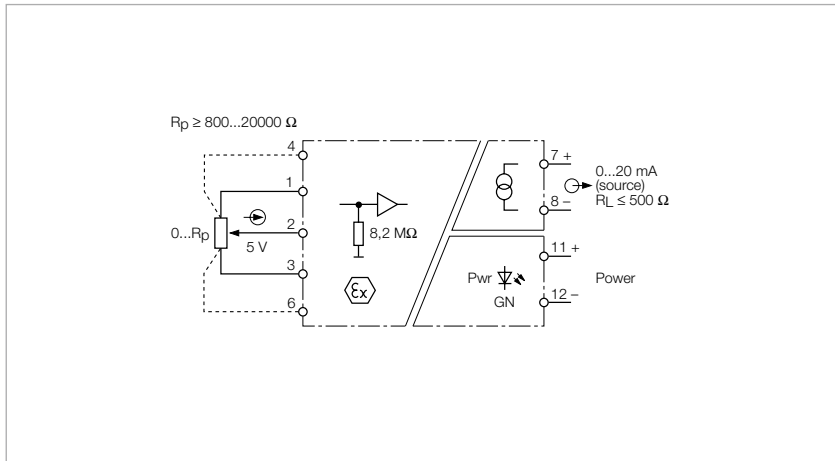 Rp ≥ 800...20000 Ω
4
1
2
3
6
0...Rp
5 V
8,2 MΩ
Ex
7 +
8 –
0...20 mA
(source)
RL ≤ 500 Ω
Pwr
GN
11 +
12 –
Power